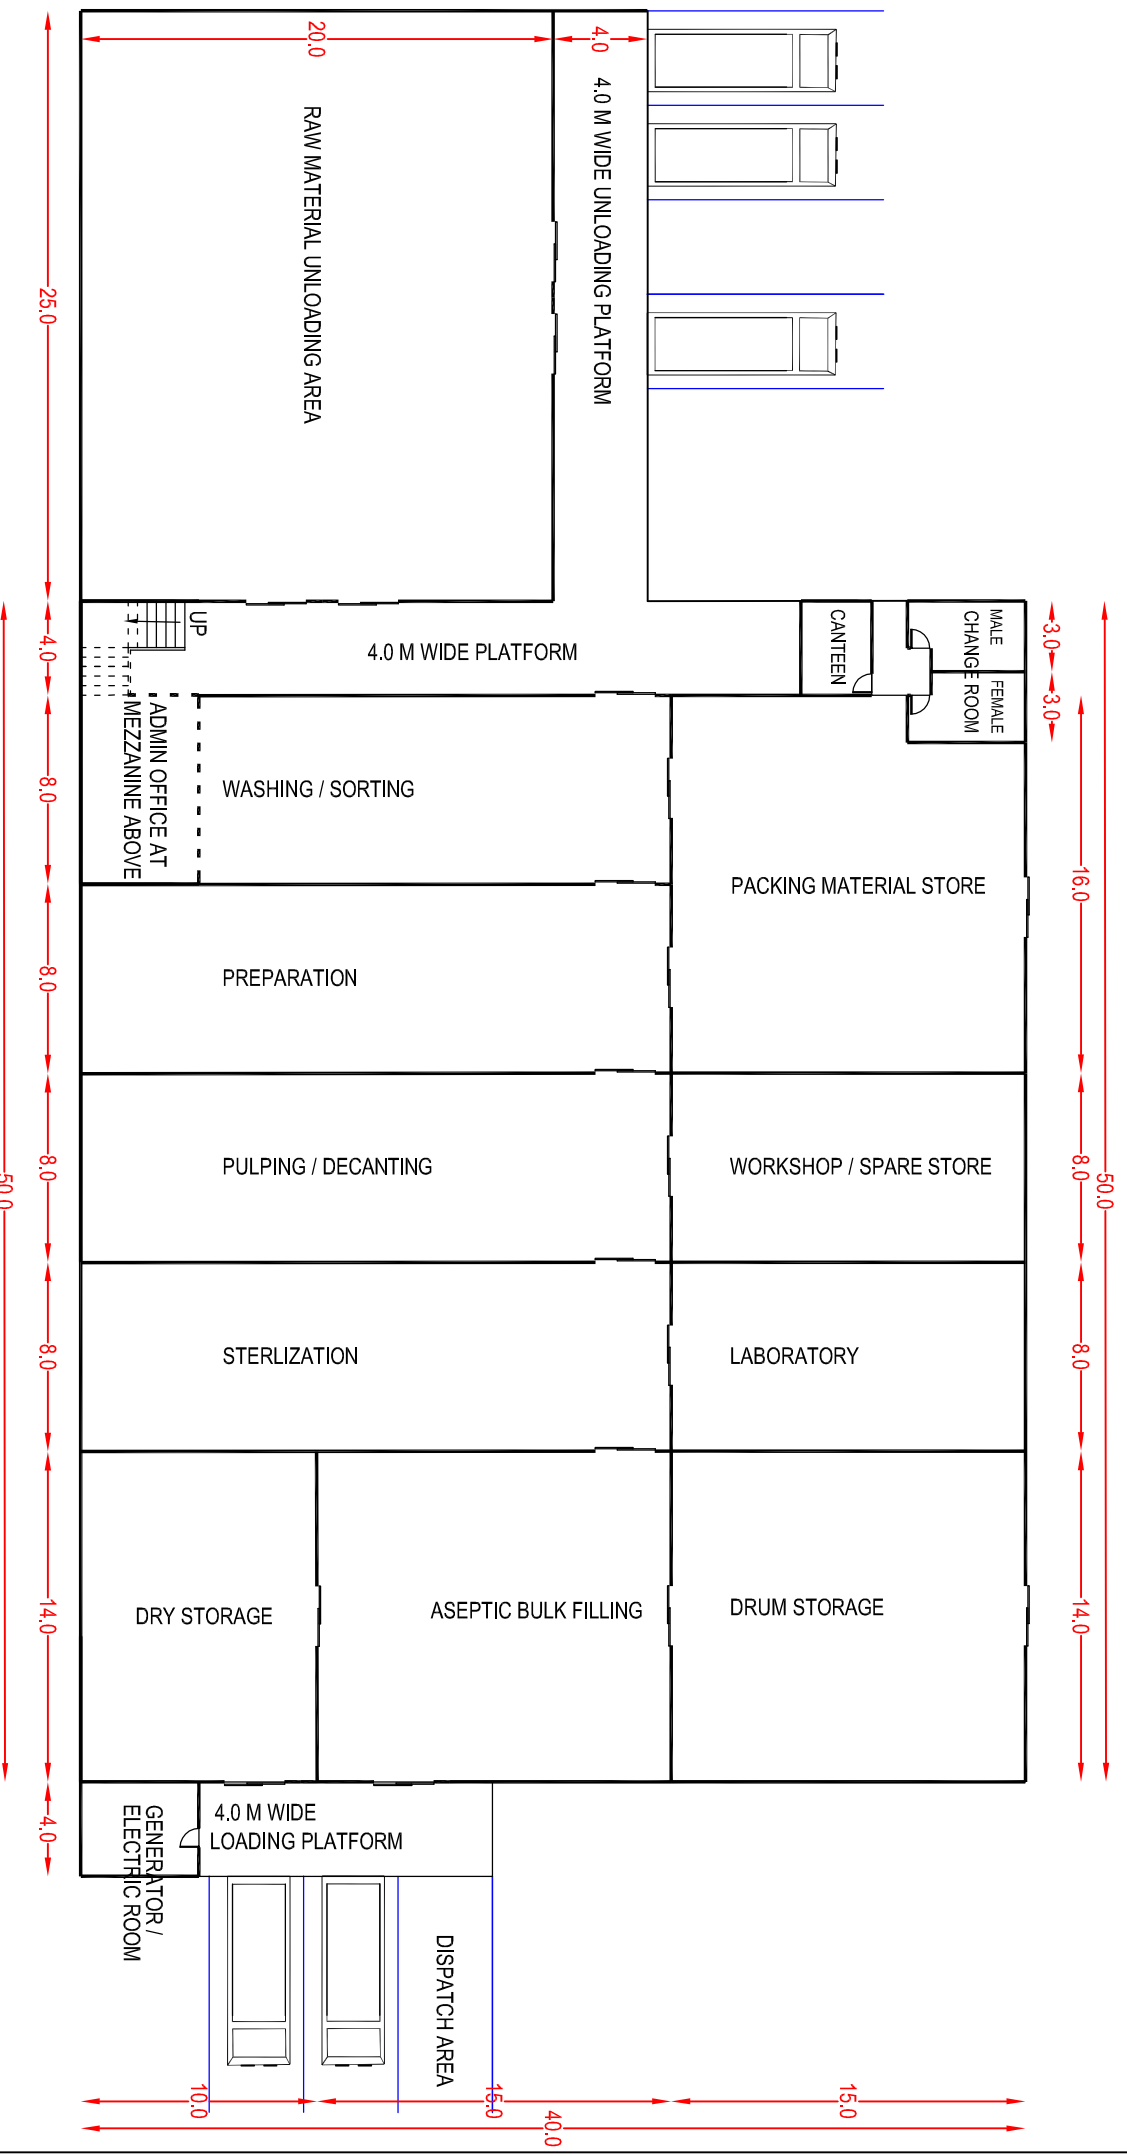 20.0
4.0
4.0 M WIDE UNLOADING PLATFORM
RAW MATERIAL UNLOADING AREA
25.0
UP
4.0 M WIDE PLATFORM
CANTEEN
MALE
FEMALE
CHANGE ROOM
3.0
3.0
4.0
ADMIN OFFICE AT
MEZZANINE ABOVE
8.0
WASHING / SORTING
PACKING MATERIAL STORE
16.0
PREPARATION
8.0
PULPING / DECANTING
WORKSHOP / SPARE STORE
8.0
8.0
50.0
50.0
STERLIZATION
LABORATORY
8.0
8.0
DRY STORAGE
ASEPTIC BULK FILLING
DRUM STORAGE
14.0
14.0
4.0 M WIDE
LOADING PLATFORM
GENERATOR /
ELECTRIC ROOM
4.0
DISPATCH AREA
10.0
15.0
15.0
40.0